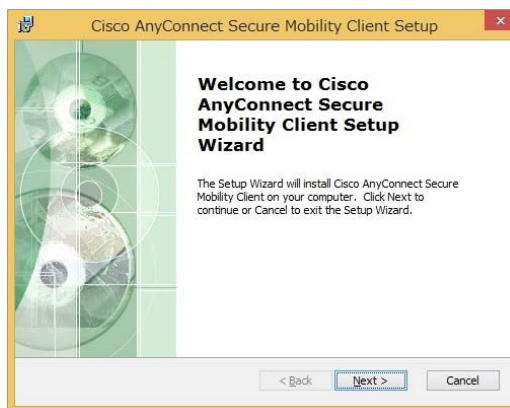 Cisco AnyConnect Secure Mobility Client Setup
Welcome to Cisco
AnyConnect Secure
Mobility Client Setup
Wizard
The Setup Wizard will install Cisco AnyConnect Secure
Mobility Client on your computer. Click Next to
continue or Cancel to exit the Setup Wizard.
< Back Next > Cancel